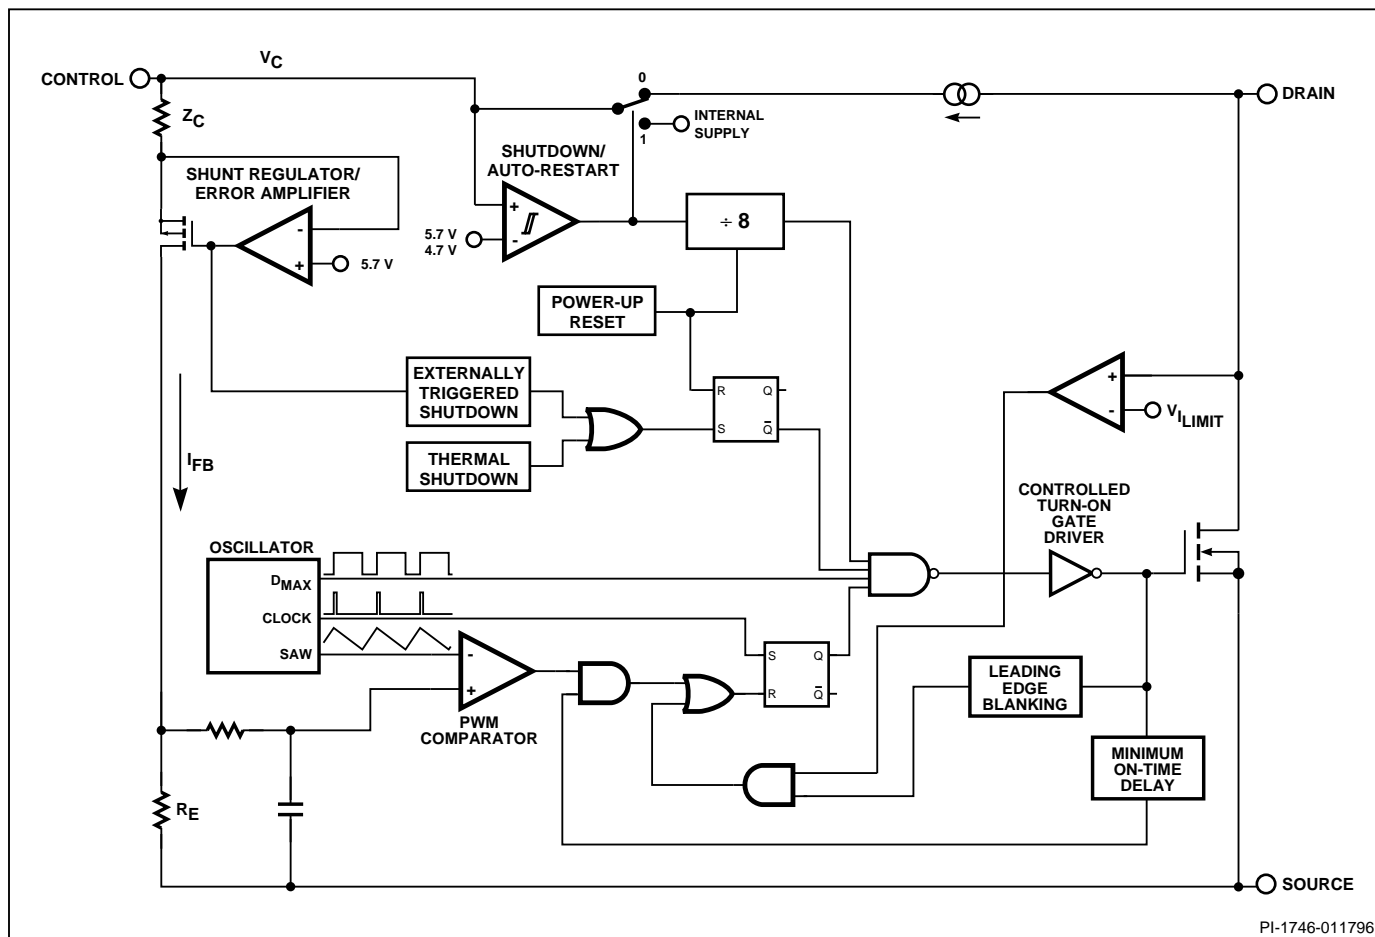 V_C
CONTROL
Z_C
0
DRAIN
INTERNAL
SUPPLY
1
SHUTDOWN/
AUTO-RESTART
SHUNT REGULATOR/
ERROR AMPLIFIER
+
-
5.7 V
4.7 V
÷ 8
-
+
5.7 V
POWER-UP
RESET
EXTERNALLY
TRIGGERED
SHUTDOWN
R
Q
S
Q̅
+
-
V_I_LIMIT
THERMAL
SHUTDOWN
I_FB
CONTROLLED
TURN-ON
GATE
DRIVER
OSCILLATOR
D_MAX
CLOCK
SAW
-
+
PWM
COMPARATOR
S
Q
R
Q̅
LEADING
EDGE
BLANKING
MINIMUM
ON-TIME
DELAY
R_E
SOURCE
PI-1746-011796